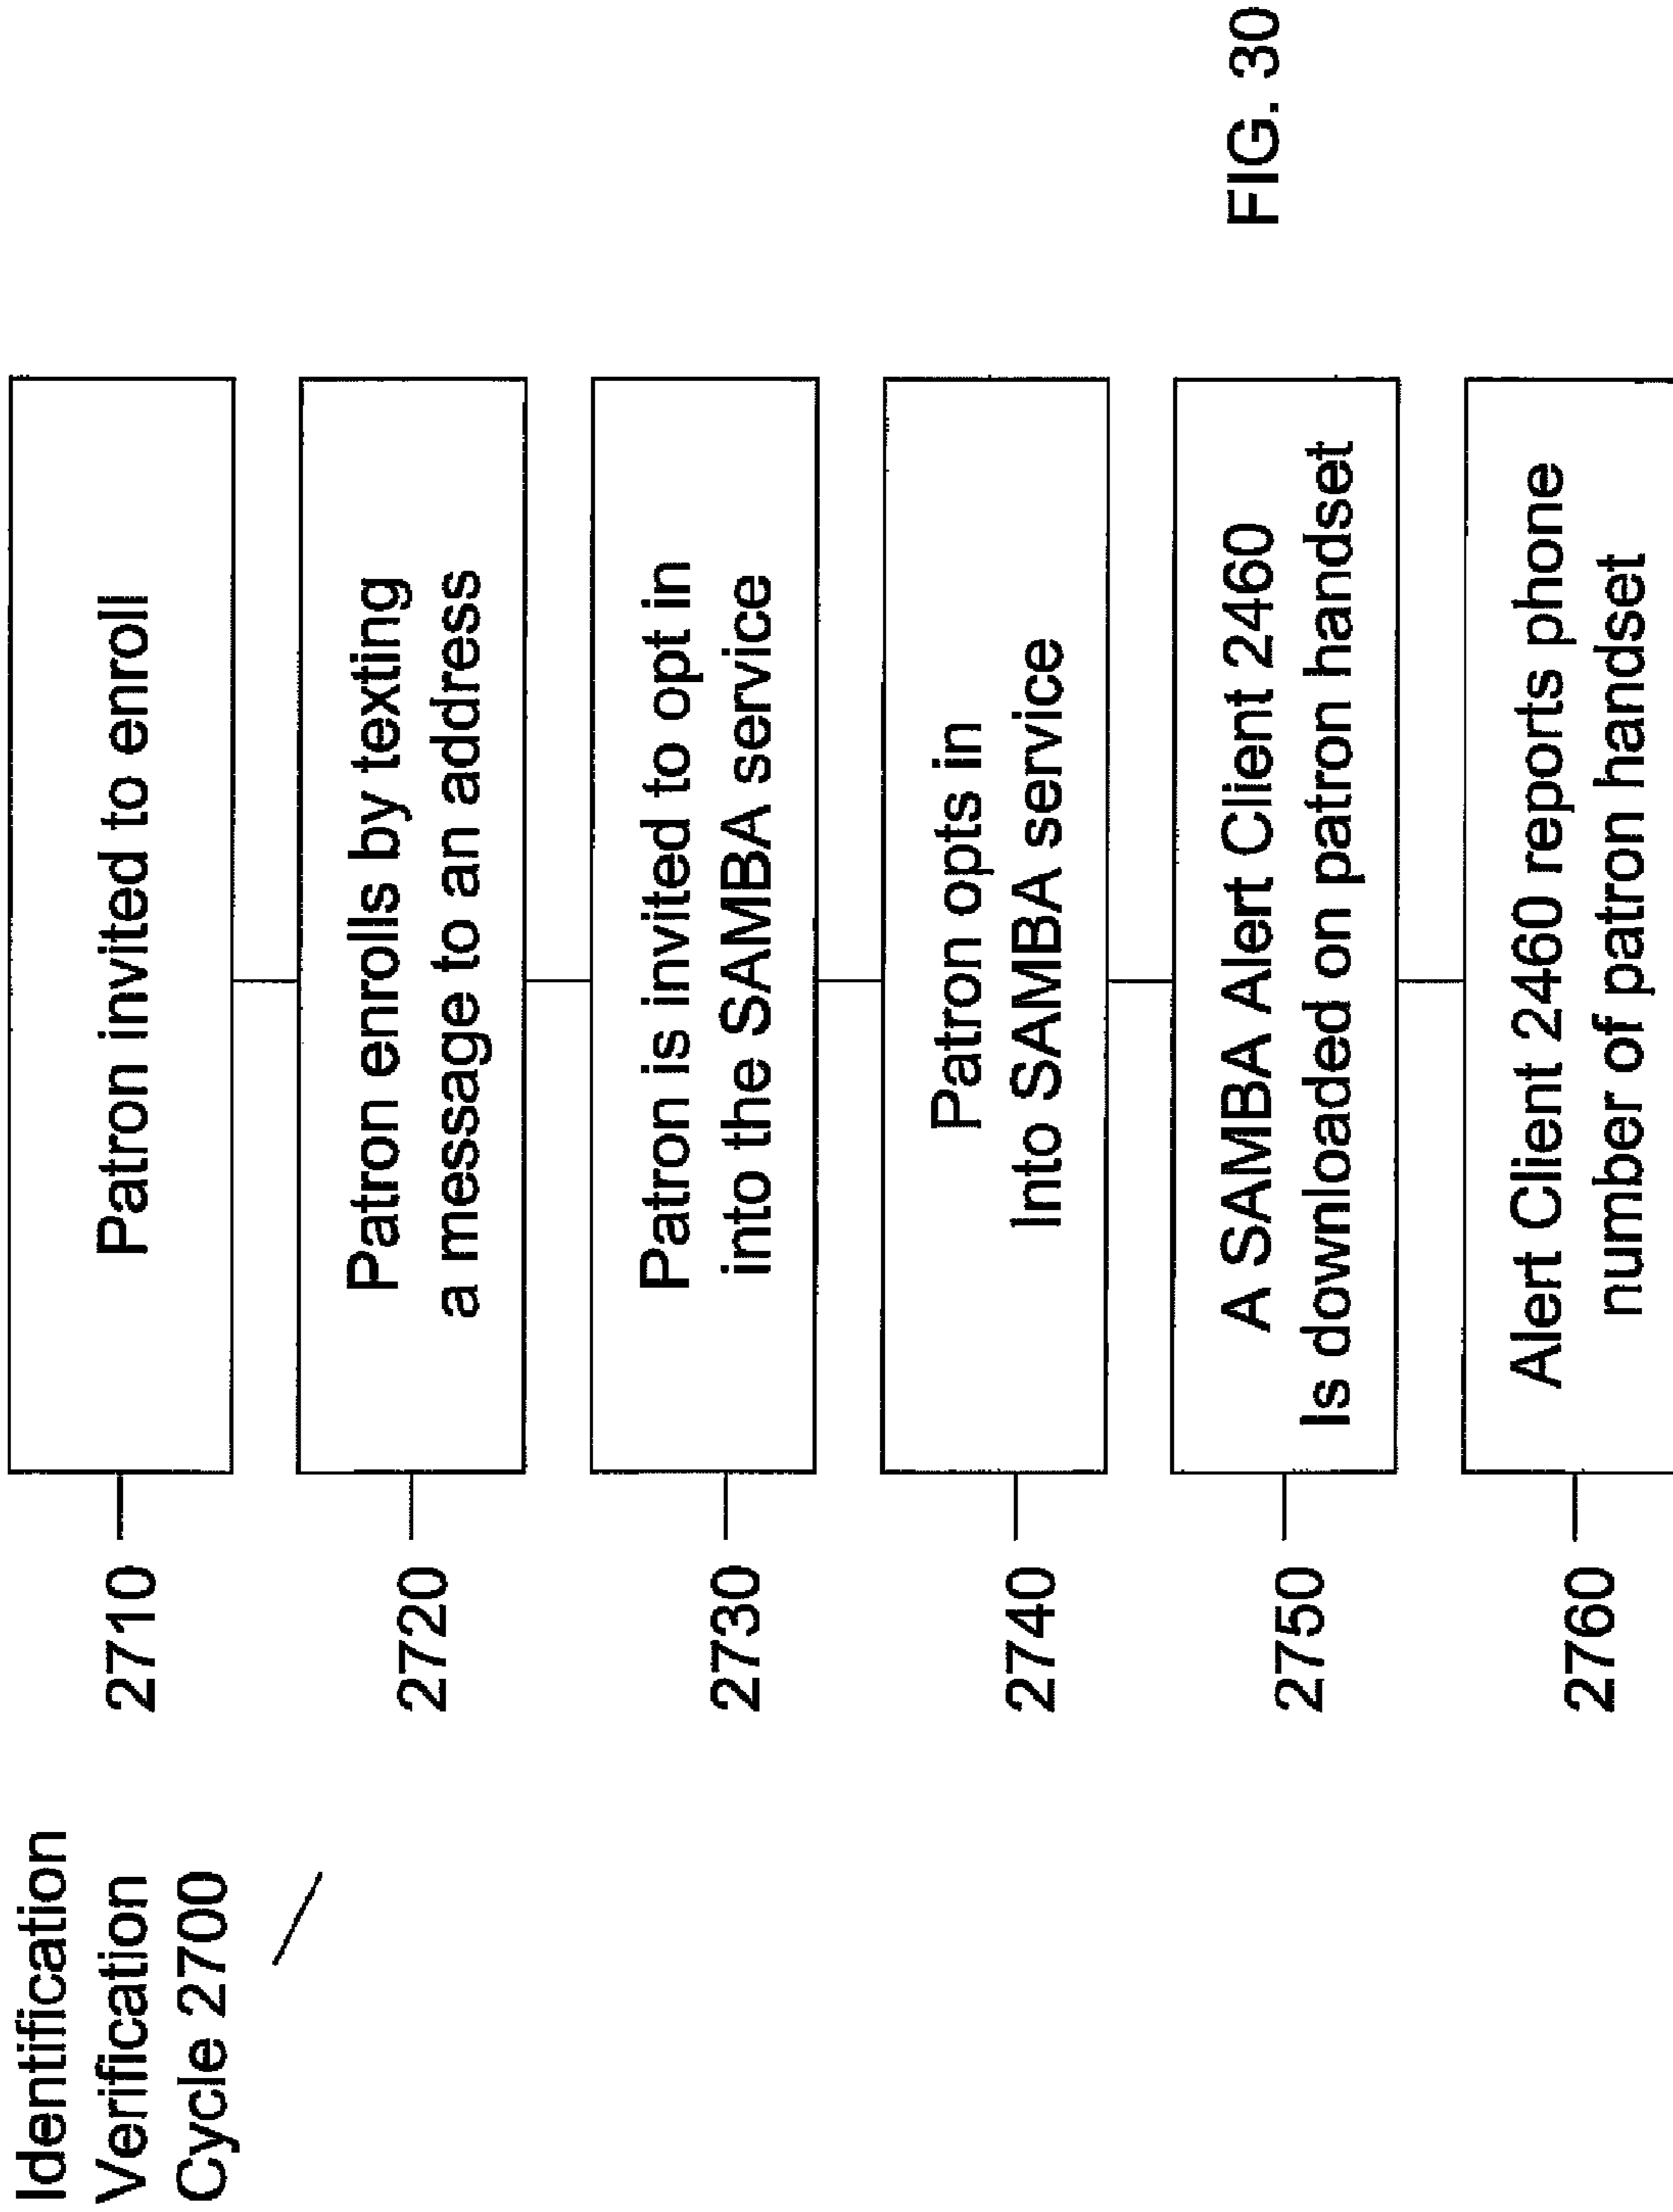 Identification
Verification
Cycle 2700
2710
Patron invited to enroll
2720
Patron enrolls by texting
a message to an address
2730
Patron is invited to opt in
into the SAMBA service
2740
Patron opts in
Into SAMBA service
2750
A SAMBA Alert Client 2460
Is downloaded on patron handset
2760
Alert Client 2460 reports phone
number of patron handset
FIG. 30